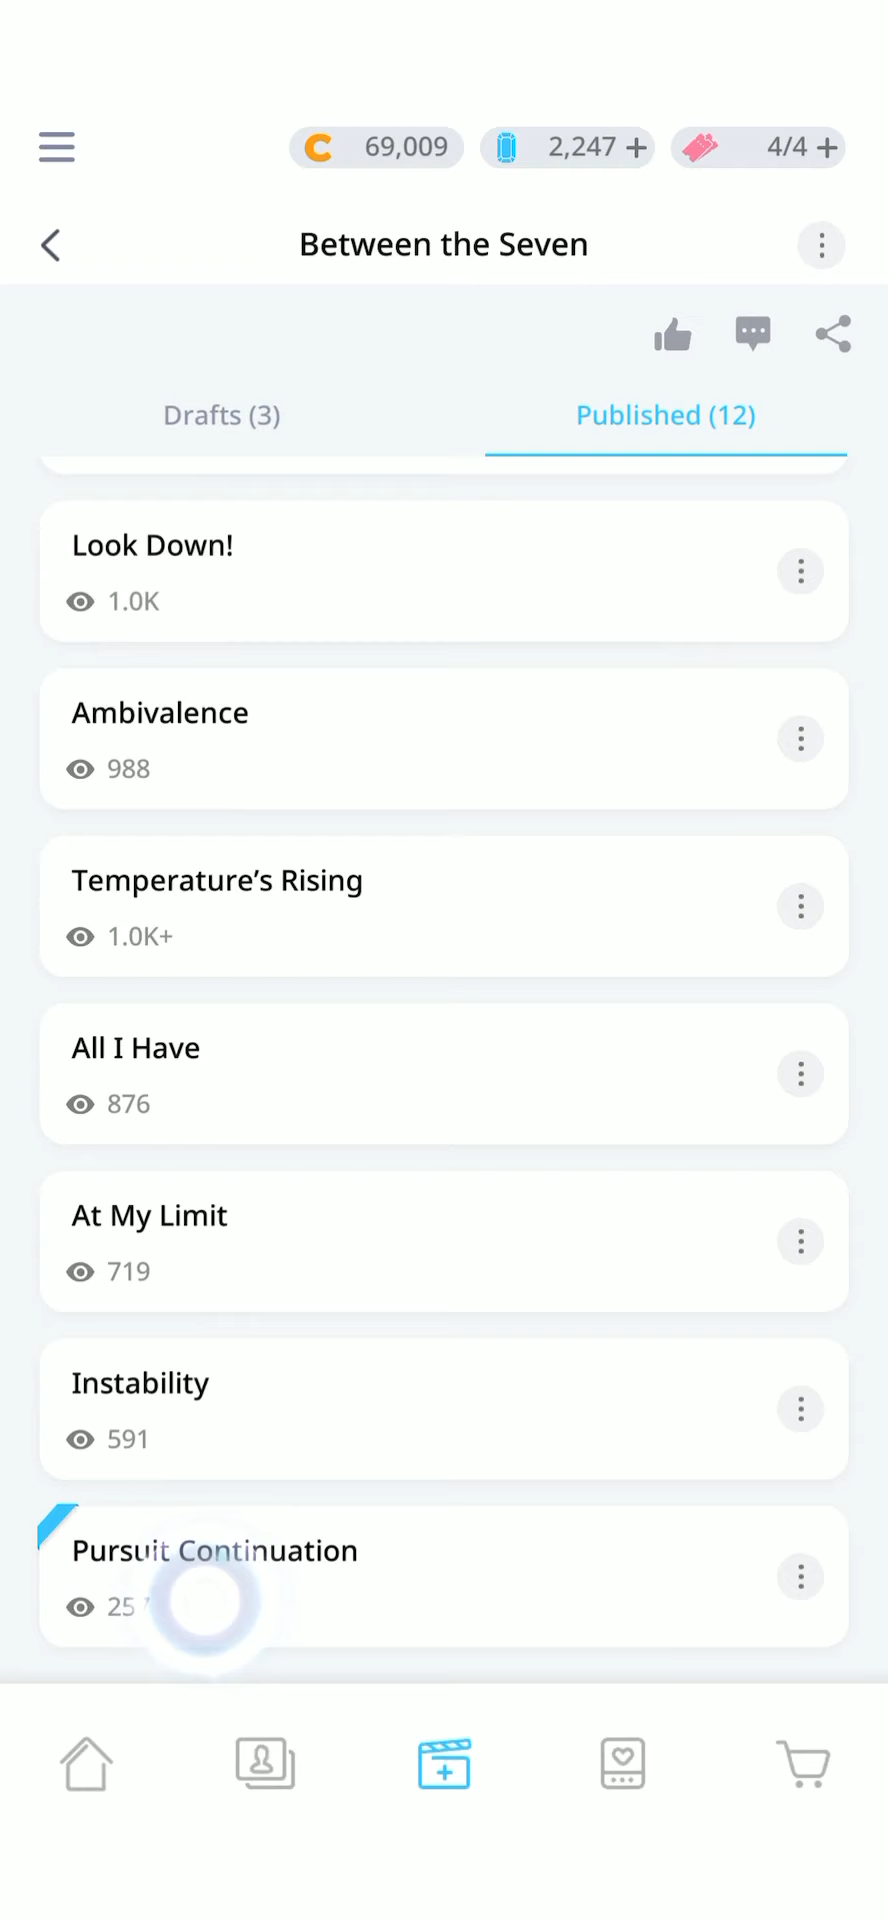 69,009
2,247 +
4/4 +
Between the Seven
Drafts (3)
Published (12)
Look Down!
1.0K
Ambivalence
988
Temperature’s Rising
1.0K+
All I Have
876
At My Limit
719
Instability
591
Pursuit Continuation